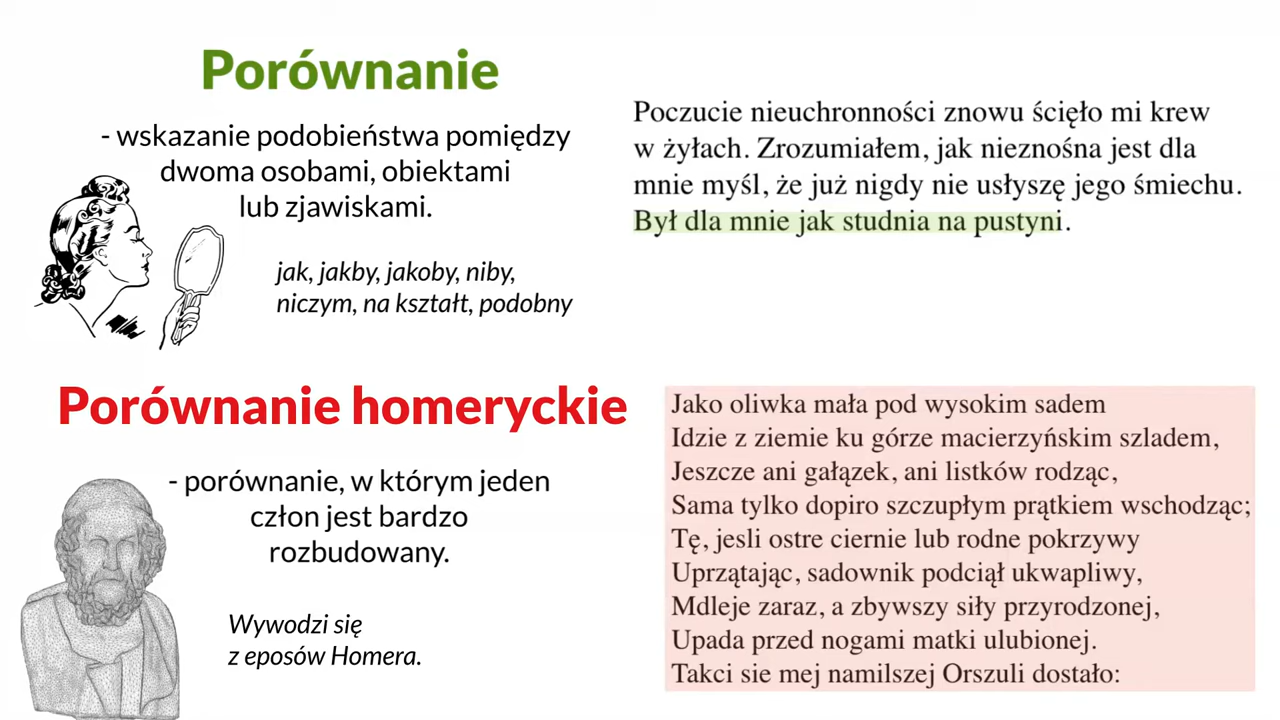 Porównanie
- wskazanie podobieństwa pomiędzy
dwoma osobami, obiektami
lub zjawiskami.
jak, jakby, jakoby, niby,
niczym, na kształt, podobny
Poczucie nieuchronności znowu ścięło mi krew
w żyłach. Zrozumiałem, jak nieznośna jest dla
mnie myśl, że już nigdy nie usłyszę jego śmiechu.
Był dla mnie jak studnia na pustyni.
Porównanie homeryckie
- porównanie, w którym jeden
człon jest bardzo
rozbudowany.
Wywodzi się
z eposów Homera.
Jako oliwka mała pod wysokim sadem
Idzie z ziemie ku górze macierzyńskim szladem,
Jeszcze ani gałązek, ani listków rodząc,
Sama tylko dopiro szczupłym prątkiem wschodząc;
Tę, jesli ostre ciernie lub rodne pokrzywy
Uprzątając, sadownik podciął ukwapliwy,
Mdleje zaraz, a zbywszy siły przyrodzonej,
Upada przed nogami matki ulubionej.
Takci sie mej namilszej Orszuli dostało: